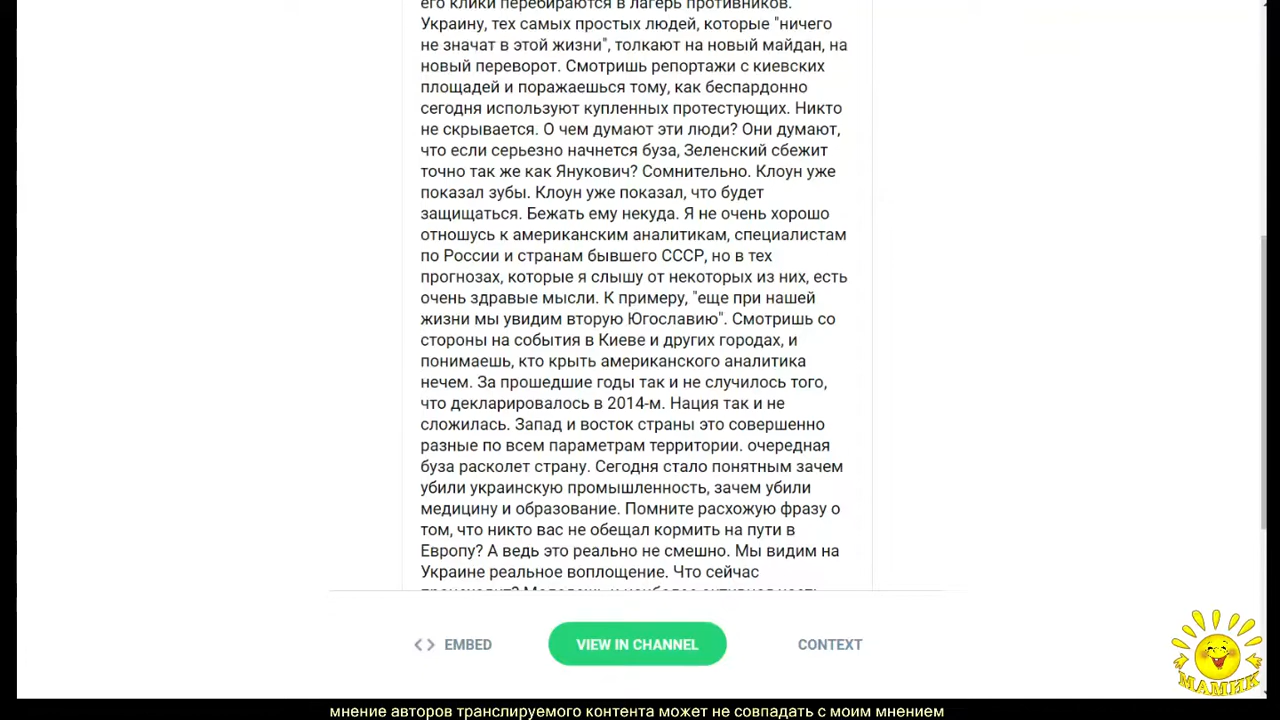 его клики перебираются в лагерь противников.
Украину, тех самых простых людей, которые "ничего
не значат в этой жизни", толкают на новый майдан, на
новый переворот. Смотришь репортажи с киевских
площадей и поражаешься тому, как беспардонно
сегодня используют купленных протестующих. Никто
не скрывается. О чем думают эти люди? Они думают,
что если серьезно начнется буза, Зеленский сбежит
точно так же как Янукович? Сомнительно. Клоун уже
показал зубы. Клоун уже показал, что будет
защищаться. Бежать ему некуда. Я не очень хорошо
отношусь к американским аналитикам, специалистам
по России и странам бывшего СССР, но в тех
прогнозах, которые я слышу от некоторых из них, есть
очень здравые мысли. К примеру, "еще при нашей
жизни мы увидим вторую Югославию". Смотришь со
стороны на события в Киеве и других городах, и
понимаешь, кто крыть американского аналитика
нечем. За прошедшие годы так и не случилось того,
что декларировалось в 2014-м. Нация так и не
сложилась. Запад и восток страны это совершенно
разные по всем параметрам территории. очередная
буза расколет страну. Сегодня стало понятным зачем
убили украинскую промышленность, зачем убили
медицину и образование. Помните расхожую фразу о
том, что никто вас не обещал кормить на пути в
Европу? А ведь это реально не смешно. Мы видим на
Украине реальное воплощение. Что сейчас
EMBED
VIEW IN CHANNEL
CONTEXT
МАМИК
мнение авторов транслируемого контента может не совпадать с моим мнением